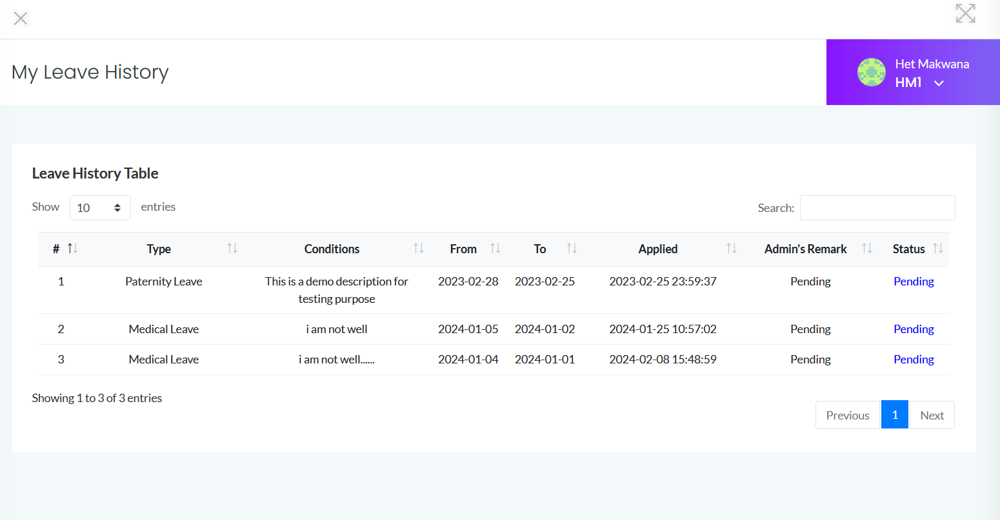 My Leave History
Het Makwana
HM1
Leave History Table
Show 10 entries
Search:
# Type Conditions From To Applied Admin's Remark Status
1 Paternity Leave This is a demo description for testing purpose 2023-02-28 2023-02-25 2023-02-25 23:59:37 Pending Pending
2 Medical Leave i am not well 2024-01-05 2024-01-02 2024-01-25 10:57:02 Pending Pending
3 Medical Leave i am not well...... 2024-01-04 2024-01-01 2024-02-08 15:48:59 Pending Pending
Showing 1 to 3 of 3 entries
Previous 1 Next